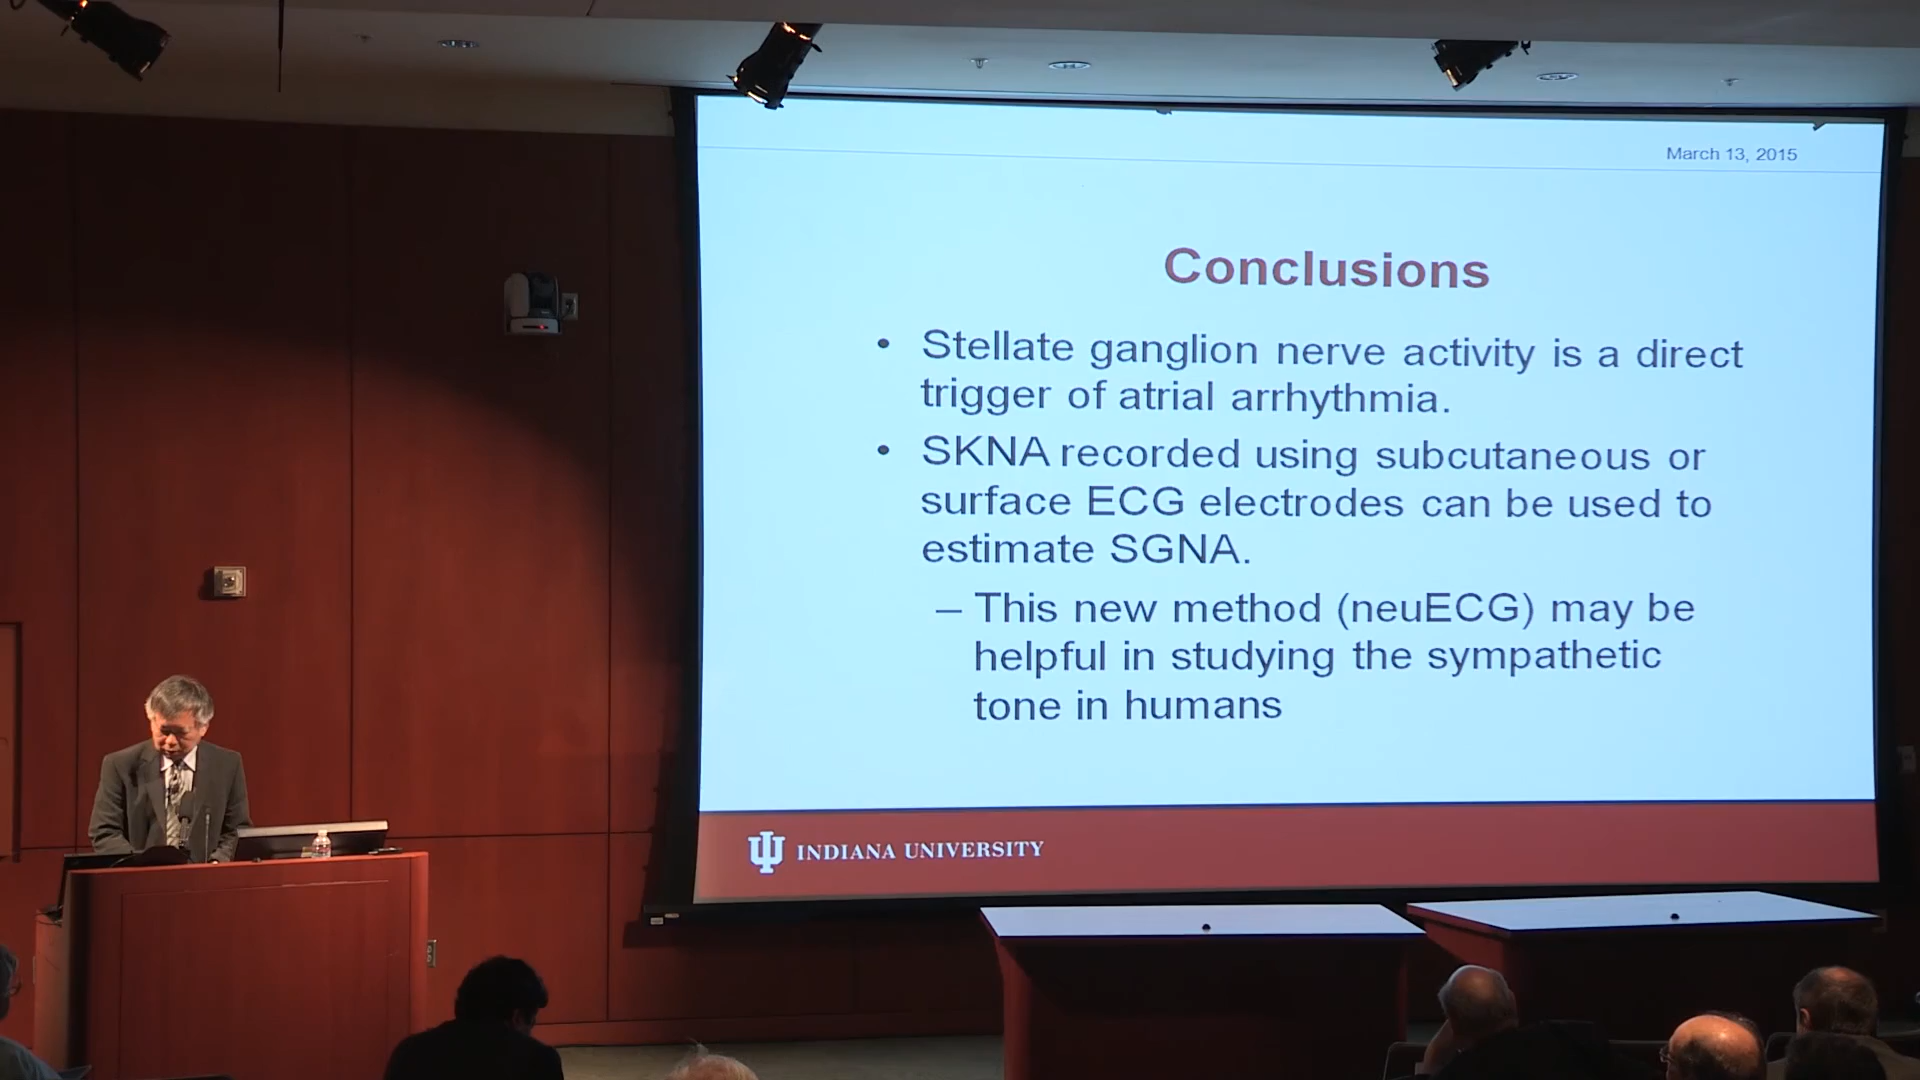 March 13, 2015
Conclusions
• Stellate ganglion nerve activity is a direct
trigger of atrial arrhythmia.
• SKNA recorded using subcutaneous or
surface ECG electrodes can be used to
estimate SGNA.
– This new method (neuECG) may be
helpful in studying the sympathetic
tone in humans
INDIANA UNIVERSITY